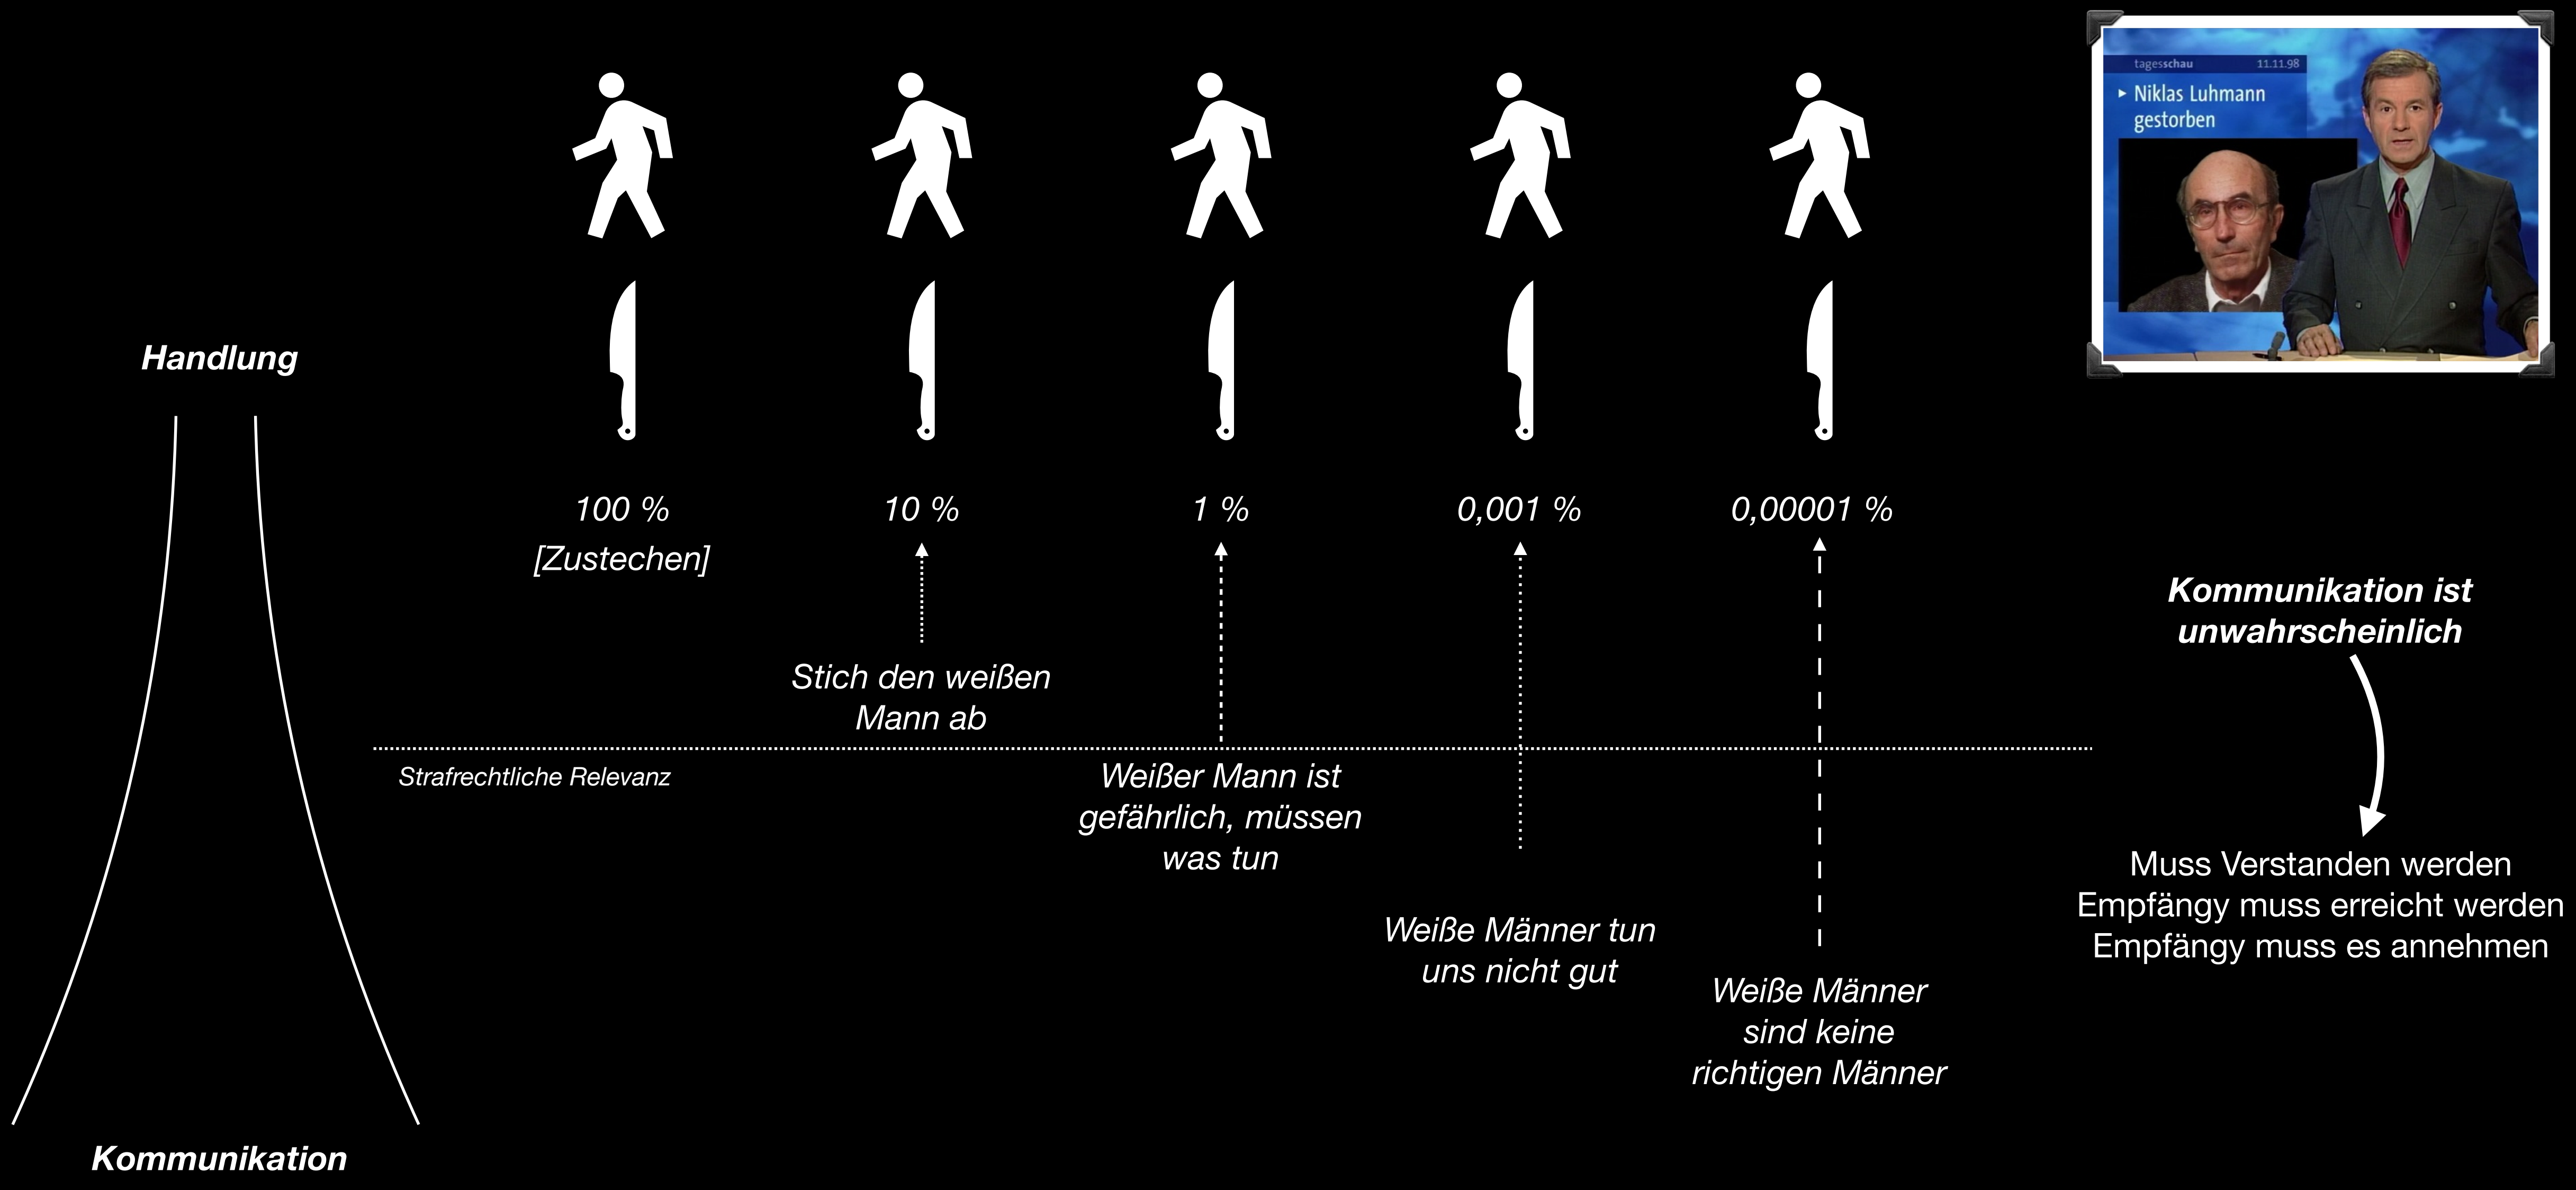 tagesschau 11.11.98
▸ Niklas Luhmann
gestorben
Handlung
100 %
[Zustechen]
10 %
1 %
0,001 %
0,00001 %
Stich den weißen
Mann ab
Strafrechtliche Relevanz
Weißer Mann ist
gefährlich, müssen
was tun
Weiße Männer tun
uns nicht gut
Weiße Männer
sind keine
richtigen Männer
Kommunikation ist
unwahrscheinlich
Muss Verstanden werden
Empfängy muss erreicht werden
Empfängy muss es annehmen
Kommunikation